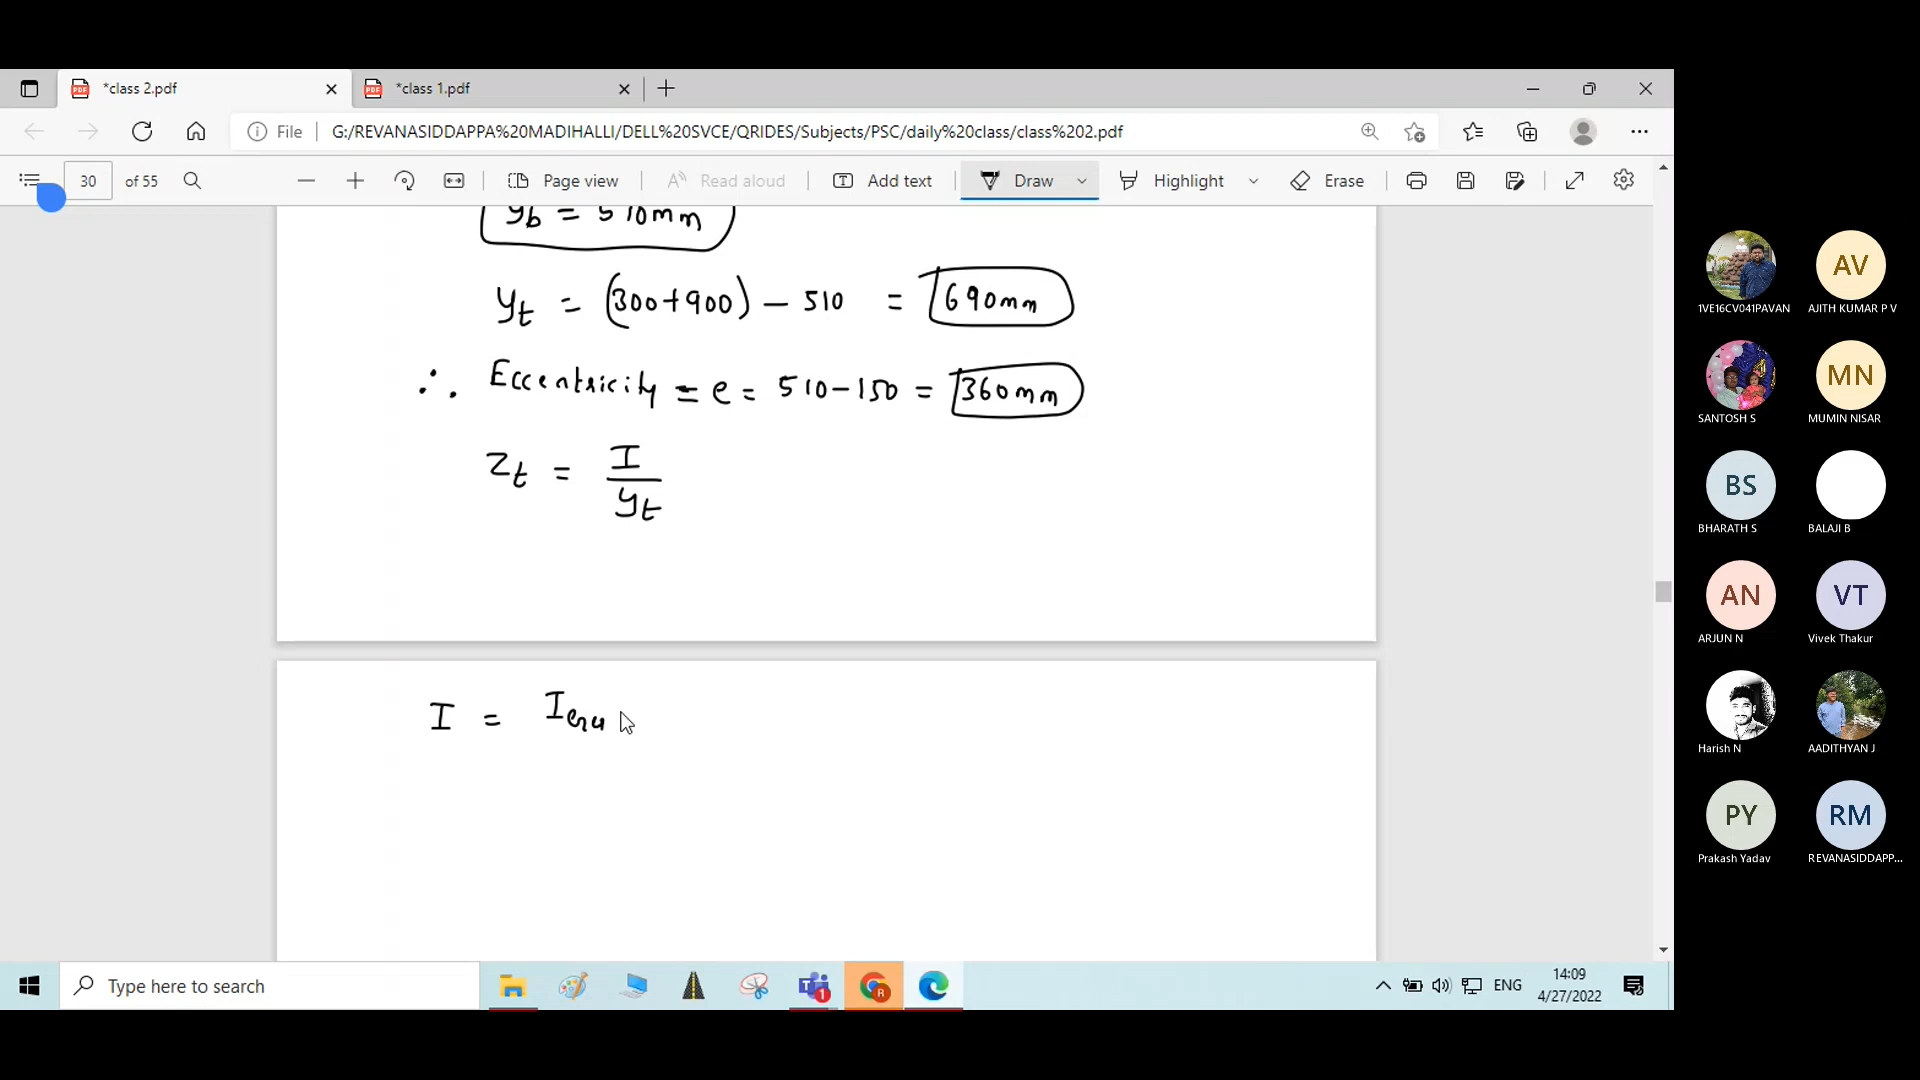 *class 2.pdf
*class 1.pdf
File G:/REVANASIDDAPPA%20MADIHALLI/DELL%20SVCE/QRIDES/Subjects/PSC/daily%20class/class%202.pdf
30 of 55 Page view Read aloud Add text Draw Highlight Erase
yb = 510mm
yt = (300+900) - 510 = 690mm
∴ Eccentricity = e = 510-150 = 360mm
Zt = I / yt
I =
1VE16CV041PAVAN
AV
AJITH KUMAR P V
SANTOSH S
MN
MUMIN NISAR
BS
BHARATH S
BALAJI B
AN
ARJUN N
VT
Vivek Thakur
Harish N
AADITHYAN J
PY
Prakash Yadav
RM
REVANASIDDAPP...
Type here to search
1
R
ENG
14:09
4/27/2022